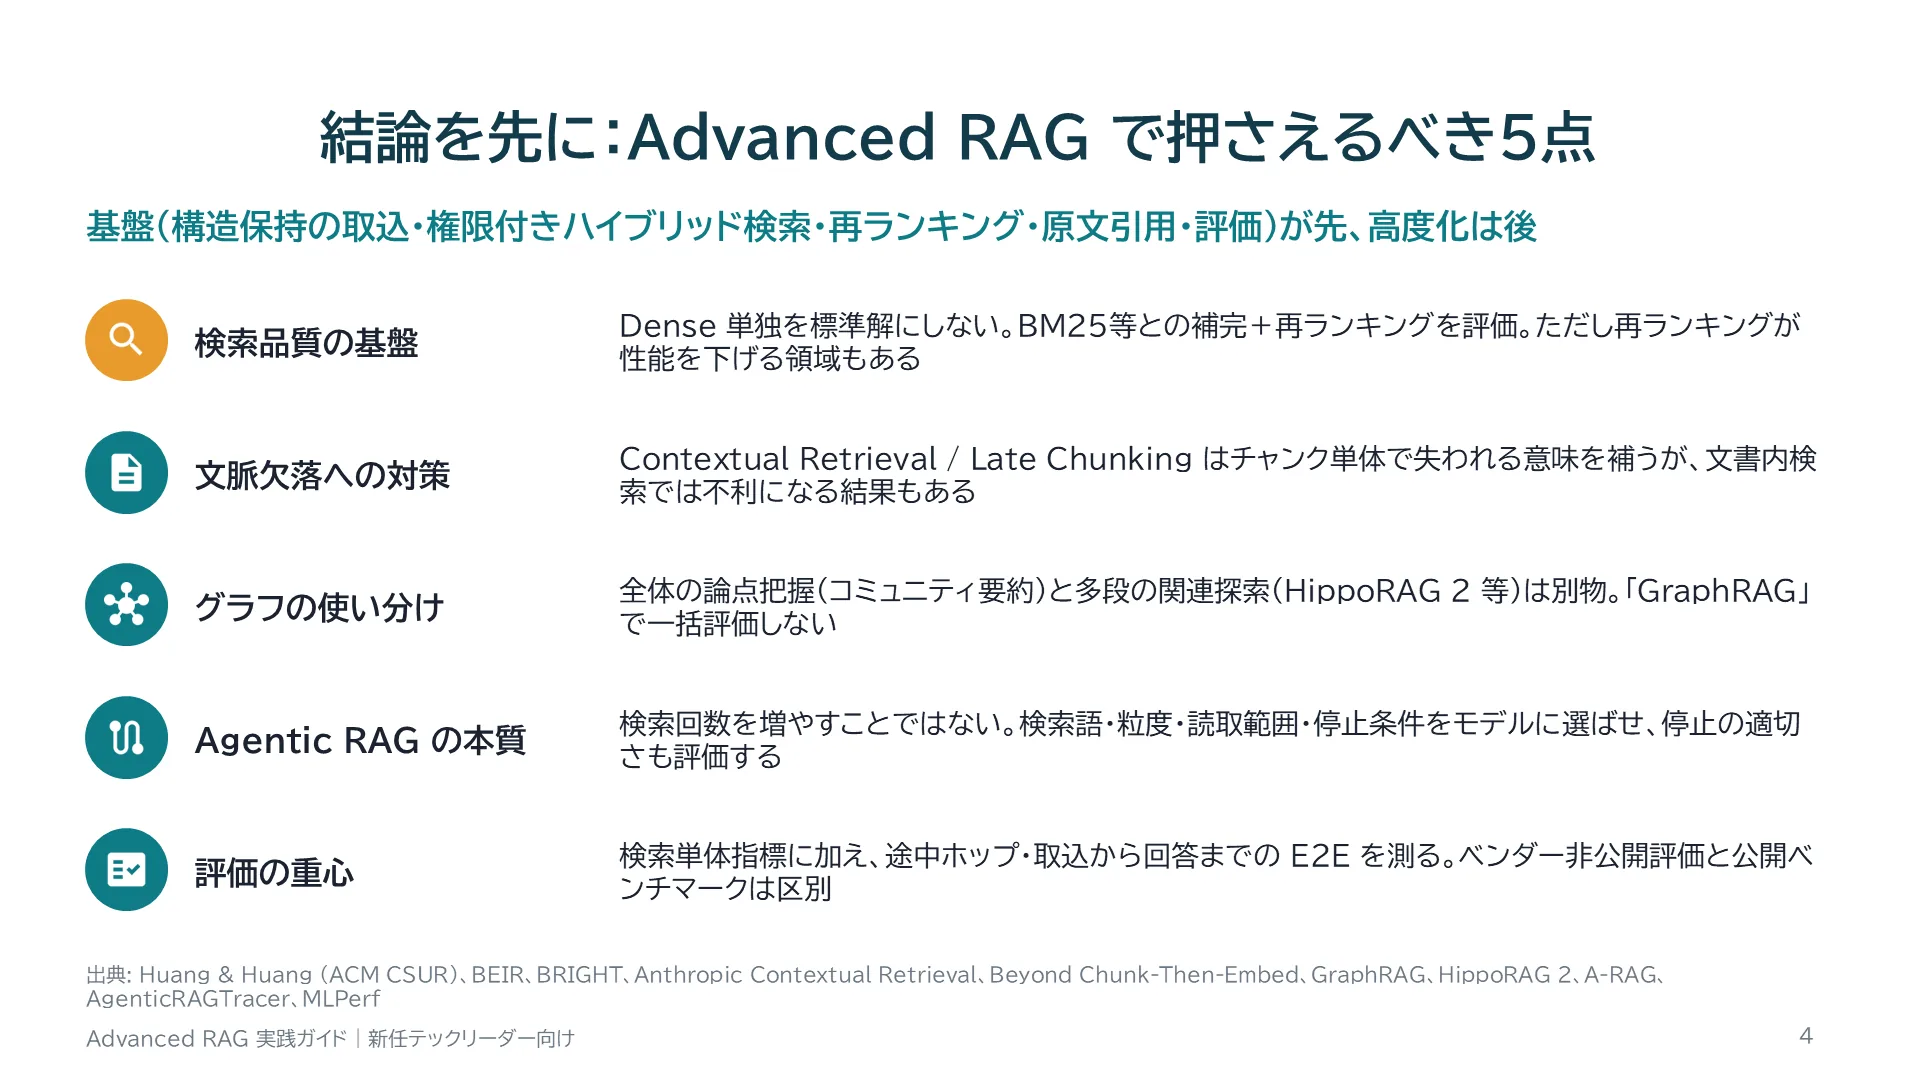 結論を先に：Advanced RAG で押さえるべき5点
基盤（構造保持の取込・権限付きハイブリッド検索・再ランキング・原文引用・評価）が先、高度化は後
検索品質の基盤
Dense 単独を標準解にしない。BM25等との補完＋再ランキングを評価。ただし再ランキングが
性能を下げる領域もある
文脈欠落への対策
Contextual Retrieval / Late Chunking はチャンク単体で失われる意味を補うが、文書内検
索では不利になる結果もある
グラフの使い分け
全体の論点把握（コミュニティ要約）と多段の関連探索（HippoRAG 2 等）は別物。「GraphRAG」
で一括評価しない
Agentic RAG の本質
検索回数を増やすことではない。検索語・粒度・読取範囲・停止条件をモデルに選ばせ、停止の適切
さも評価する
評価の重心
検索単体指標に加え、途中ホップ・取込から回答までの E2E を測る。ベンダー非公開評価と公開ベ
ンチマークは区別
出典: Huang & Huang (ACM CSUR)、BEIR、BRIGHT、Anthropic Contextual Retrieval、Beyond Chunk-Then-Embed、GraphRAG、HippoRAG 2、A-RAG、
AgenticRAGTracer、MLPerf
Advanced RAG 実践ガイド｜新任テックリーダー向け
4